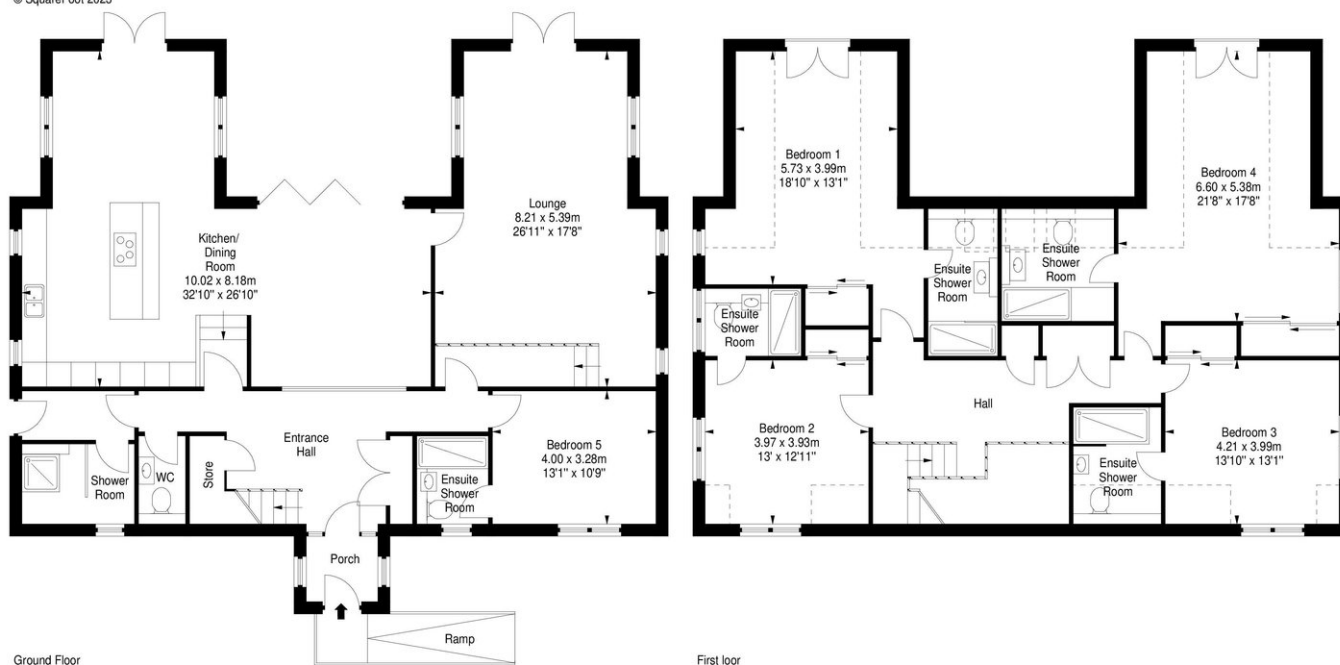 © SquareFoot 2023
Kitchen/
Dining
Room
10.02 x 8.18m
32'10" x 26'10"
Lounge
8.21 x 5.39m
26'11" x 17'8"
Entrance
Hall
Store
WC
Shower
Room
Ensuite
Shower
Room
Bedroom 5
4.00 x 3.28m
13'1" x 10'9"
Porch
Ramp
Ground Floor
Bedroom 1
5.73 x 3.99m
18'10" x 13'1"
Bedroom 4
6.60 x 5.38m
21'8" x 17'8"
Ensuite
Shower
Room
Ensuite
Shower
Room
Ensuite
Shower
Room
Hall
Bedroom 2
3.97 x 3.93m
13' x 12'11"
Ensuite
Shower
Room
Bedroom 3
4.21 x 3.99m
13'10" x 13'1"
First loor